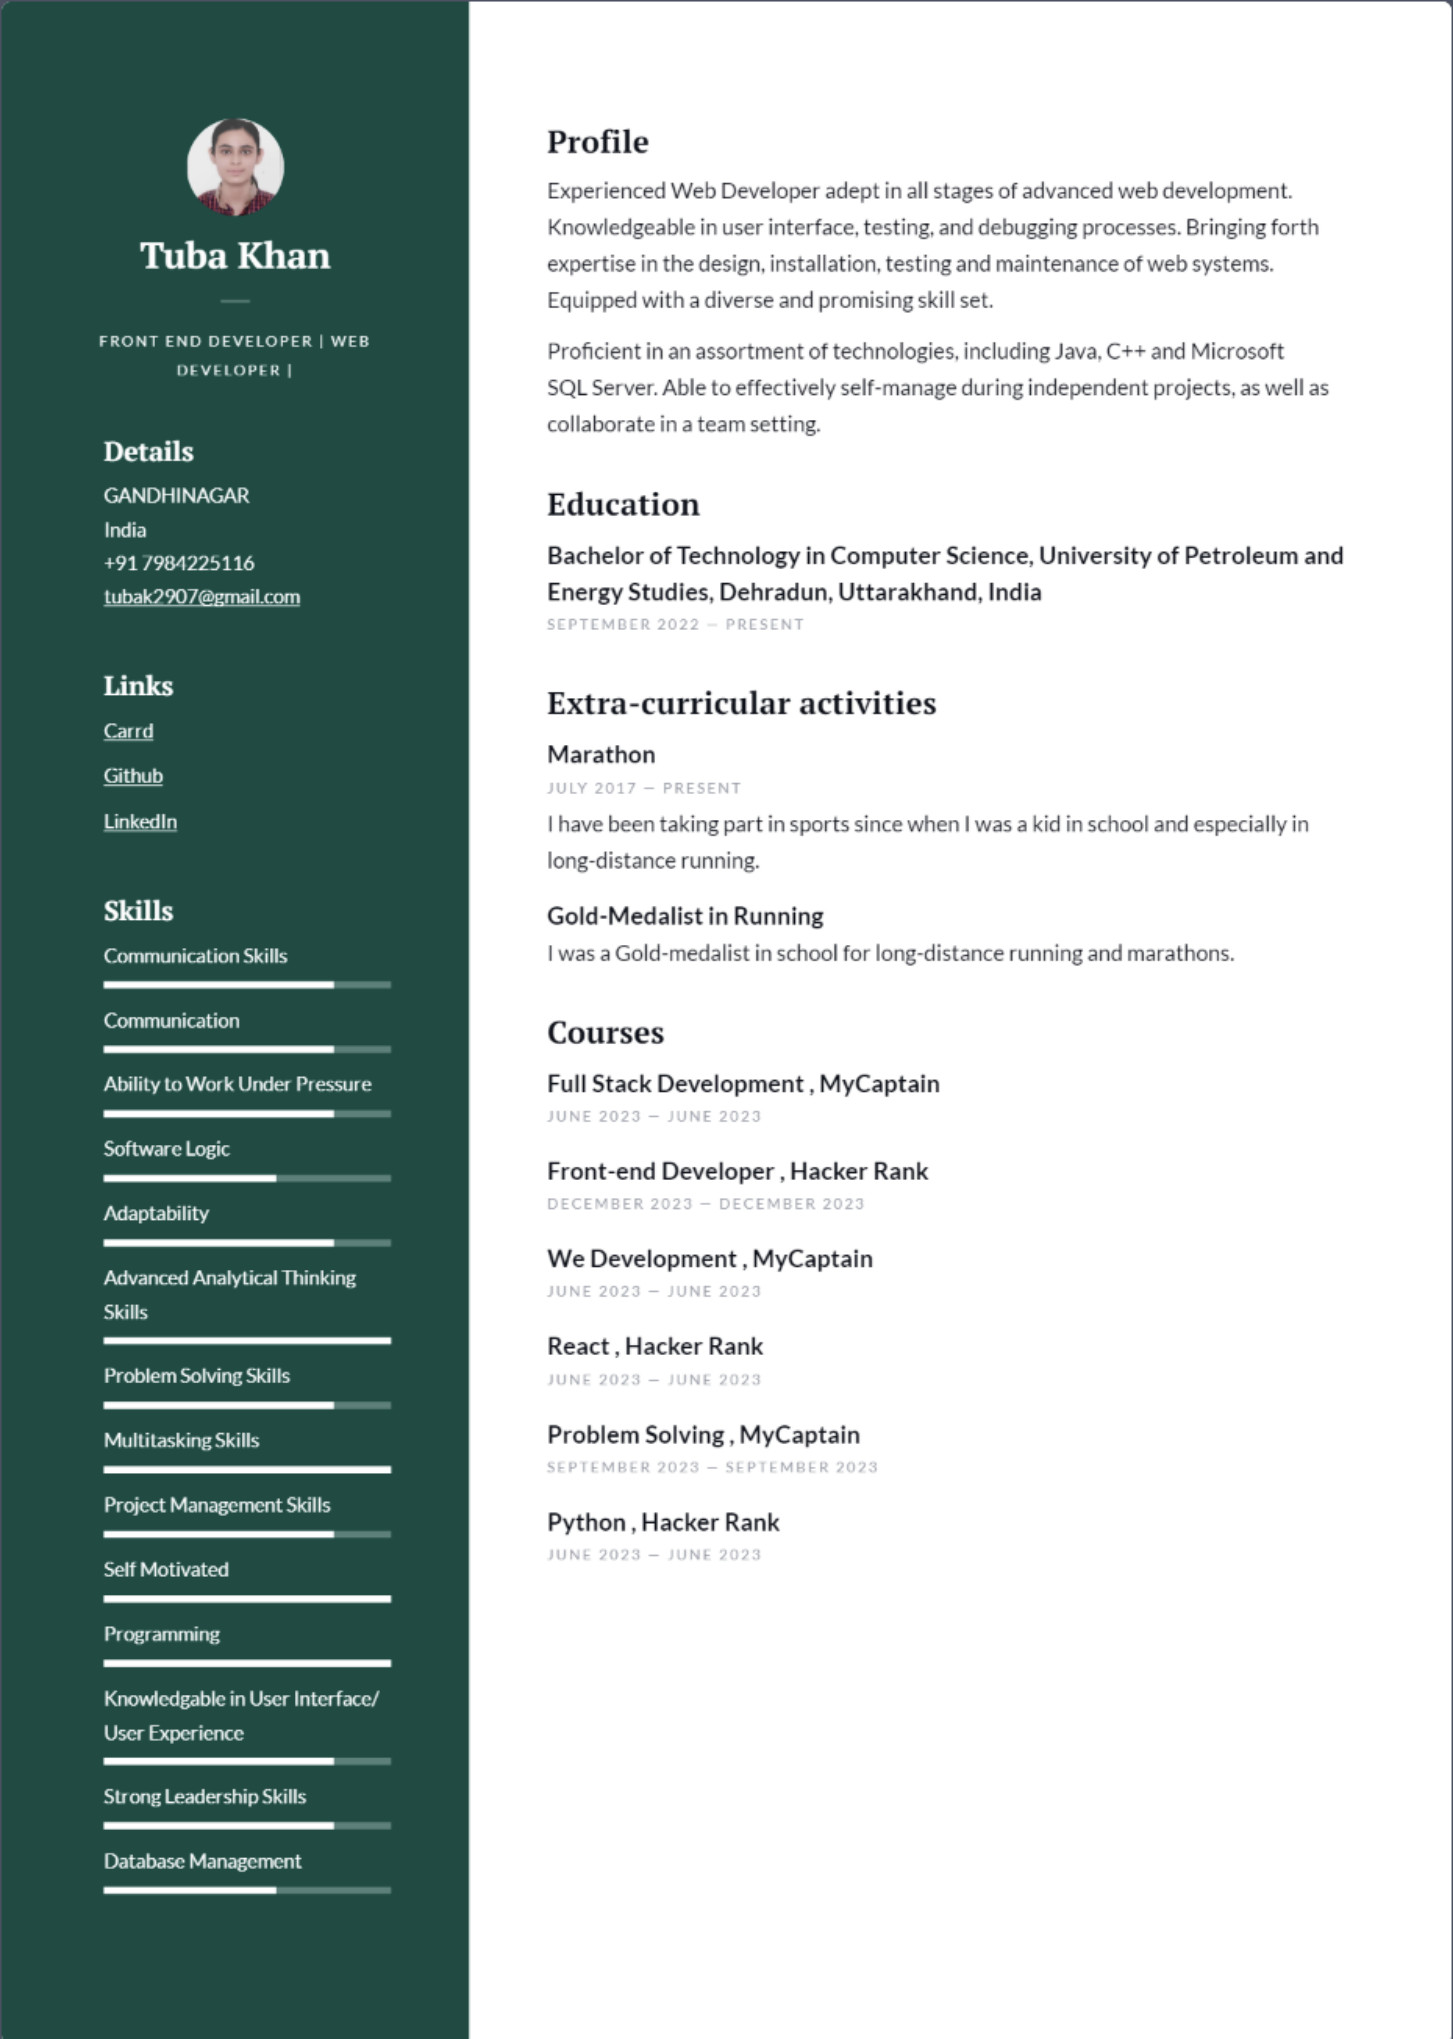 Tuba Khan
FRONT END DEVELOPER | WEB
DEVELOPER |
Details
GANDHINAGAR
India
+91 7984225116
tubak2907@gmail.com
Links
Carrd
Github
LinkedIn
Skills
Communication Skills
Communication
Ability to Work Under Pressure
Software Logic
Adaptability
Advanced Analytical Thinking
Skills
Problem Solving Skills
Multitasking Skills
Project Management Skills
Self Motivated
Programming
Knowledgable in User Interface/
User Experience
Strong Leadership Skills
Database Management
Profile
Experienced Web Developer adept in all stages of advanced web development.
Knowledgeable in user interface, testing, and debugging processes. Bringing forth
expertise in the design, installation, testing and maintenance of web systems.
Equipped with a diverse and promising skill set.
Proficient in an assortment of technologies, including Java, C++ and Microsoft
SQL Server. Able to effectively self-manage during independent projects, as well as
collaborate in a team setting.
Education
Bachelor of Technology in Computer Science, University of Petroleum and
Energy Studies, Dehradun, Uttarakhand, India
SEPTEMBER 2022 — PRESENT
Extra-curricular activities
Marathon
JULY 2017 — PRESENT
I have been taking part in sports since when I was a kid in school and especially in
long-distance running.
Gold-Medalist in Running
I was a Gold-medalist in school for long-distance running and marathons.
Courses
Full Stack Development , MyCaptain
JUNE 2023 — JUNE 2023
Front-end Developer , Hacker Rank
DECEMBER 2023 — DECEMBER 2023
We Development , MyCaptain
JUNE 2023 — JUNE 2023
React , Hacker Rank
JUNE 2023 — JUNE 2023
Problem Solving , MyCaptain
SEPTEMBER 2023 — SEPTEMBER 2023
Python , Hacker Rank
JUNE 2023 — JUNE 2023